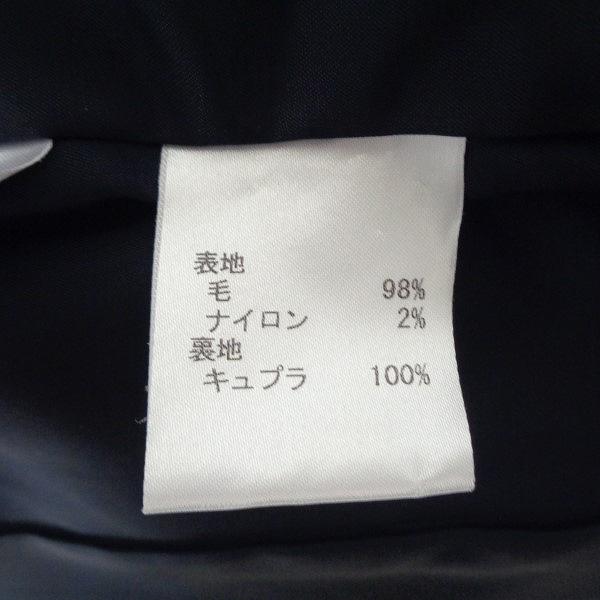 表地
毛 98%
ナイロン 2%
裏地
キュプラ 100%